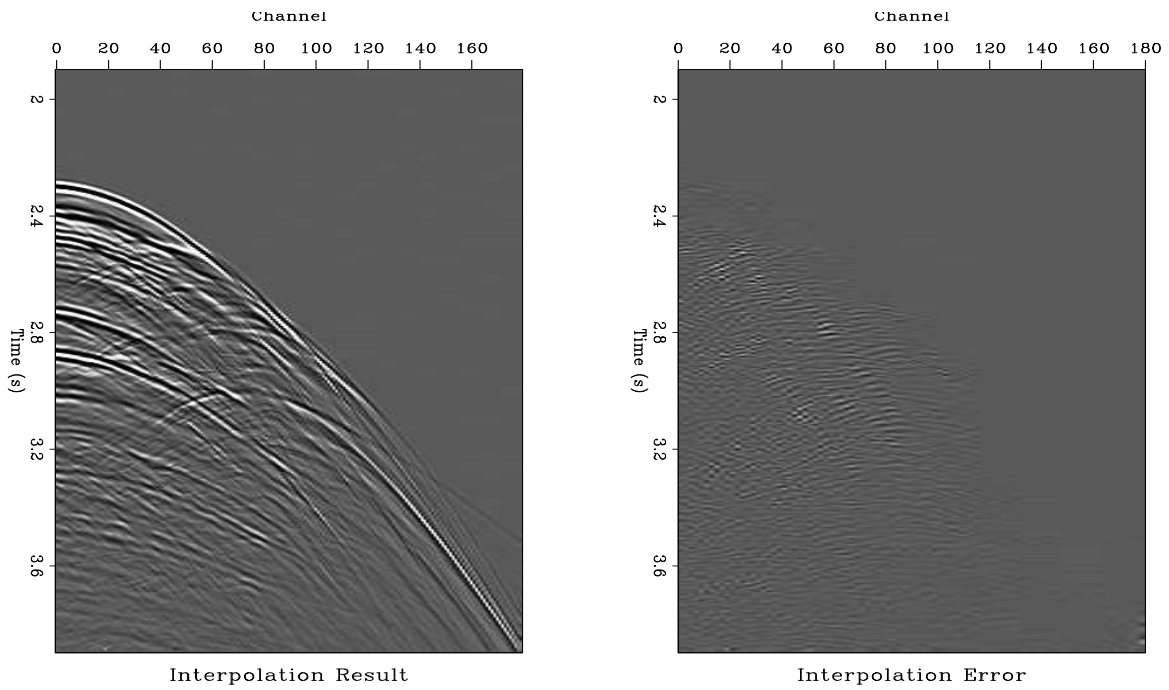 Channel
0 20 40 60 80 100 120 140 160
2
2.4
2.8
3.2
3.6
Time (s)
Interpolation Result
Channel
0 20 40 60 80 100 120 140 160 180
2
2.4
2.8
3.2
3.6
Time (s)
Interpolation Error